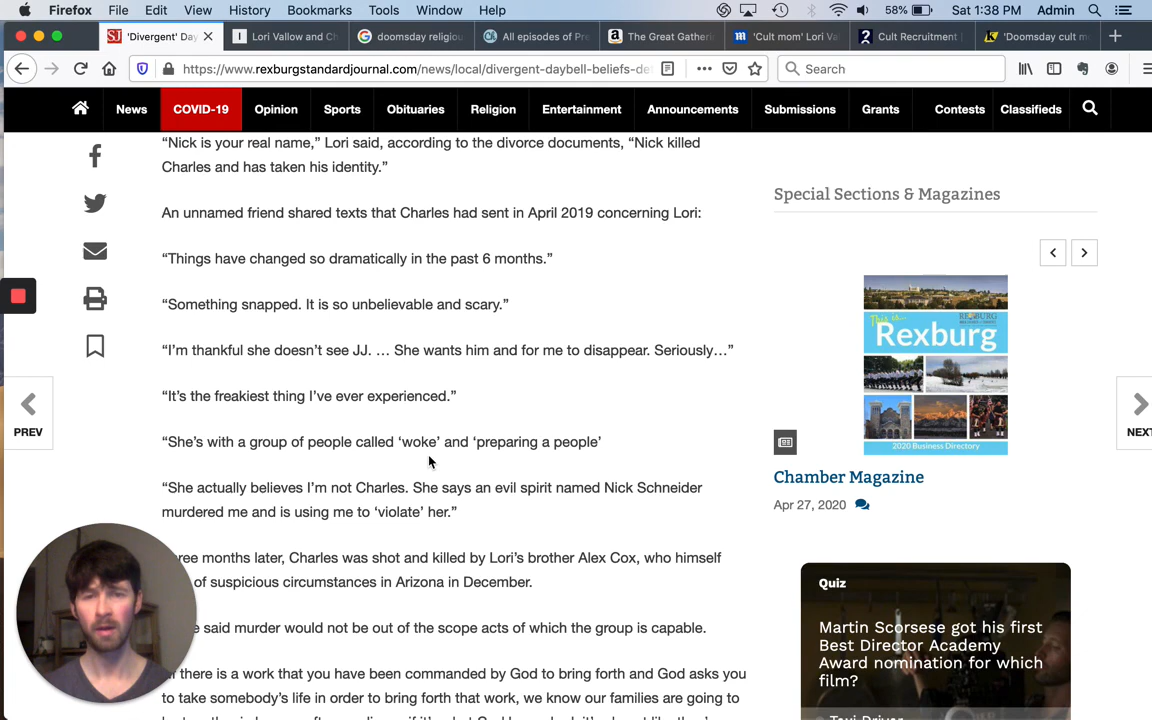 Firefox File Edit View History Bookmarks Tools Window Help 58% Sat 1:38 PM Admin
SJ 'Divergent' Day
I Lori Vallow and Ch
G doomsday religiou
All episodes of Pre
a The Great Gatheri
m 'Cult mom' Lori Va
? Cult Recruitment
'Doomsday cult m
https://www.rexburgstandardjournal.com/news/local/divergent-daybell-beliefs-de
Search
News COVID-19 Opinion Sports Obituaries Religion Entertainment Announcements Submissions Grants Contests Classifieds
“Nick is your real name,” Lori said, according to the divorce documents, “Nick killed
Charles and has taken his identity.”
An unnamed friend shared texts that Charles had sent in April 2019 concerning Lori:
“Things have changed so dramatically in the past 6 months.”
“Something snapped. It is so unbelievable and scary.”
“I’m thankful she doesn’t see JJ. … She wants him and for me to disappear. Seriously…”
“It’s the freakiest thing I’ve ever experienced.”
“She’s with a group of people called ‘woke’ and ‘preparing a people’
“She actually believes I’m not Charles. She says an evil spirit named Nick Schneider
murdered me and is using me to ‘violate’ her.”
ree months later, Charles was shot and killed by Lori’s brother Alex Cox, who himself
of suspicious circumstances in Arizona in December.
said murder would not be out of the scope acts of which the group is capable.
there is a work that you have been commanded by God to bring forth and God asks you
to take somebody’s life in order to bring forth that work, we know our families are going to
PREV
NEXT
Special Sections & Magazines
This is
Rexburg
2020 Business Directory
Chamber Magazine
Apr 27, 2020
Quiz
Martin Scorsese got his first
Best Director Academy
Award nomination for which
film?
Taxi Driver